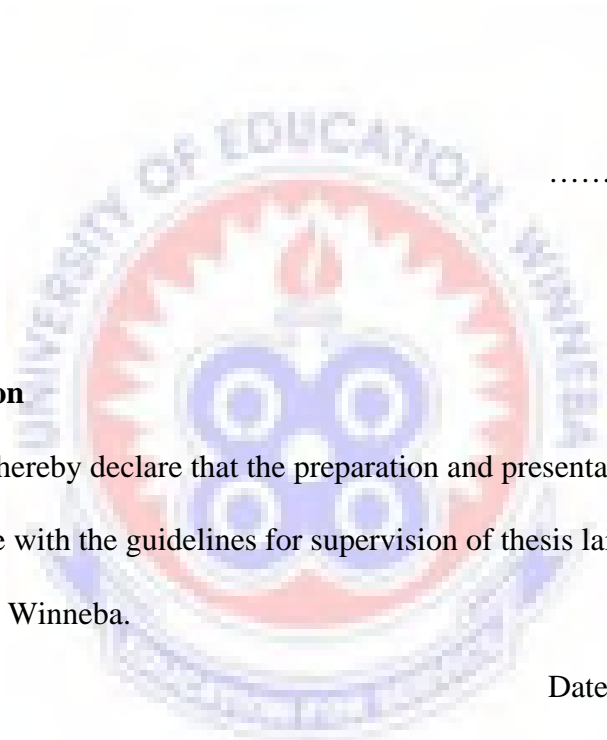 UNIVERSITY OF EDUCATION, WINNEBA
……
on
hereby declare that the preparation and presenta
e with the guidelines for supervision of thesis la
Winneba.
Date